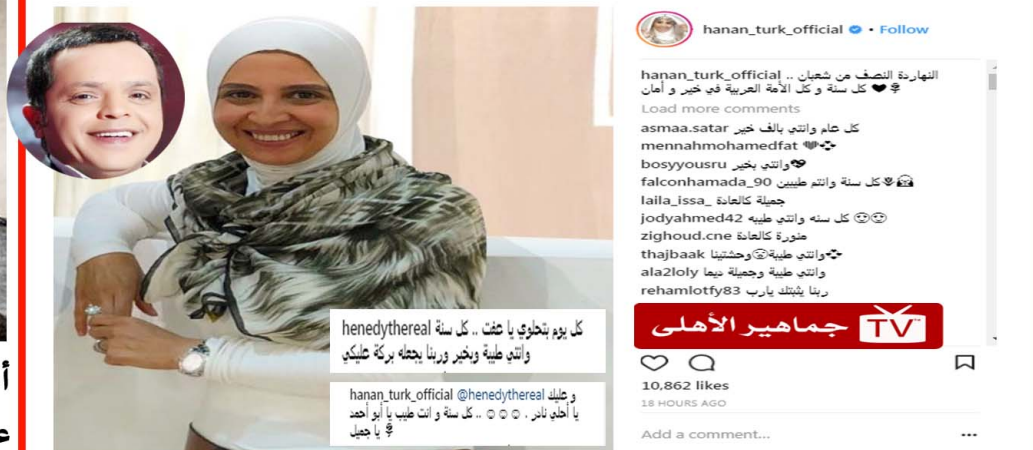 hanan_turk_official • Follow
hanan_turk_official النهاردة النصف من شعبان ..
كل سنة و كل الأمة العربية في خير و أمان
Load more comments
asmaa.satar كل عام وانتي بالف خير
mennahmohamedfat
bosyyousru وانتي بخير
falconhamada_90 كل سنة وانتم طيبين
laila_issa_ جميلة كالعادة
jodyahmed42 كل سنه وانتي طيبه
zighoud.cne منورة كالعادة
thajbaak وانتي طيبة وحشتينا
ala2loly وانتي طيبة وجميلة ديما
rehamlotfy83 ربنا يثبتك يارب
جماهير الأهلى TV
10,862 likes
18 HOURS AGO
Add a comment...
henedythereal كل يوم بتحلوي يا عفت .. كل سنة
وانتي طيبة وبخير وربنا يجعله بركة عليكي
hanan_turk_official @henedythereal و عليك
يا أحلي نادر . ☺☺☺ .. كل سنة و انت طيب يا أبو أحمد
يا جميل